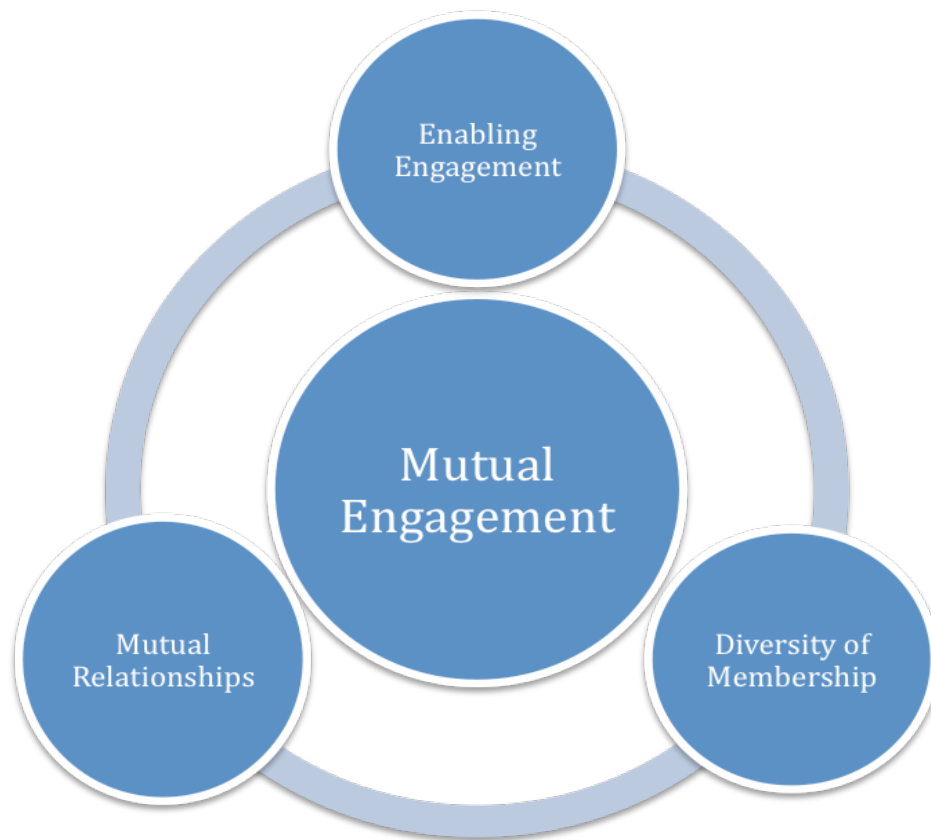 Enabling
Engagement
Mutual
Engagement
Mutual
Relationships
Diversity of
Membership